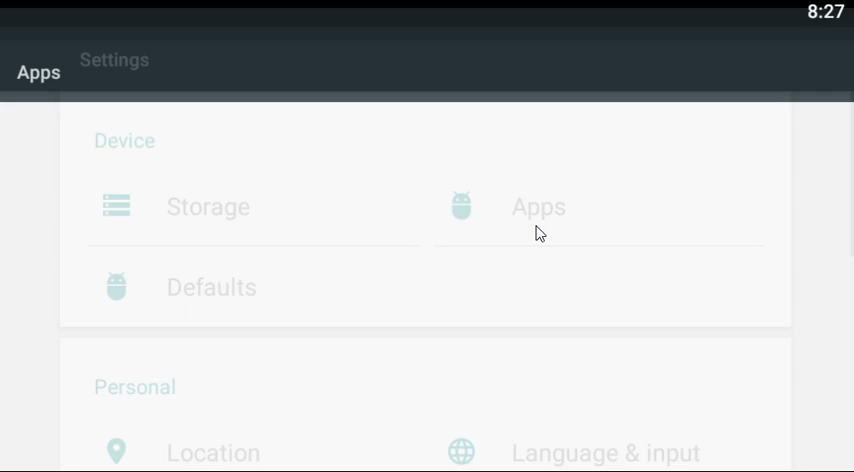 8:27
Settings
Apps
Device
Storage Apps
Defaults
Personal
Location Language & input